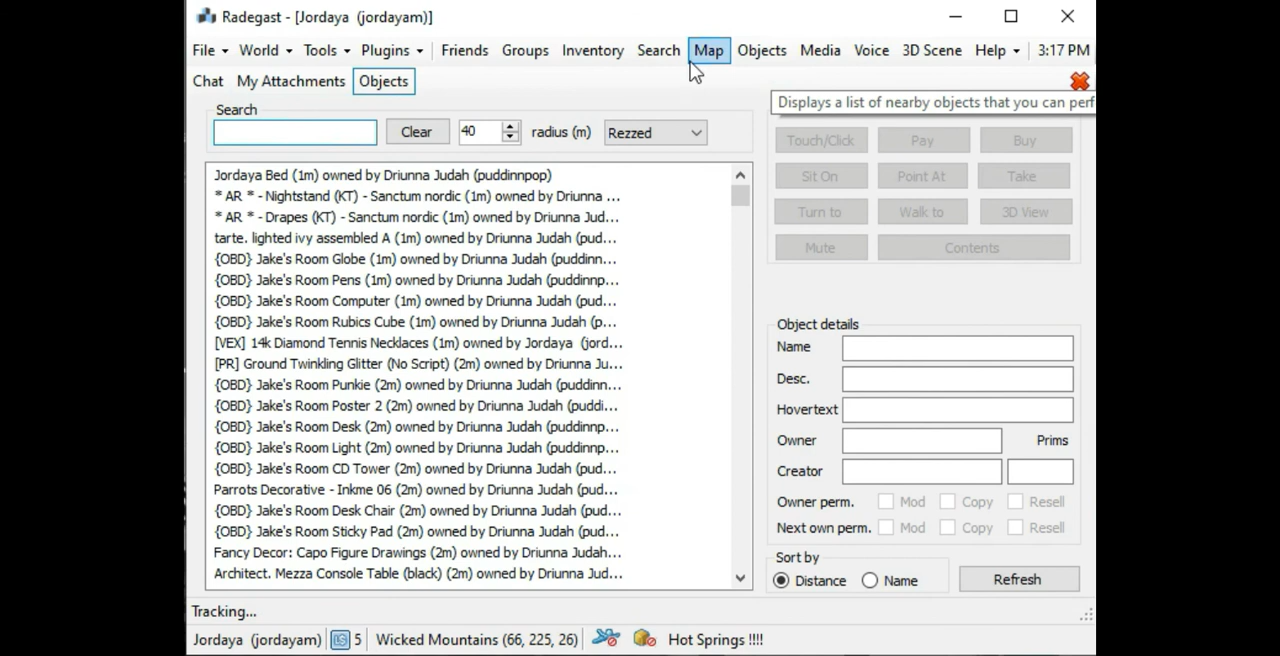 Radegast - [Jordaya (jordayam)]
File World Tools Plugins Friends Groups Inventory Search Map Objects Media Voice 3D Scene Help 3:17 PM
Chat My Attachments Objects
Displays a list of nearby objects that you can perf
Search
Clear 40 radius (m) Rezzed
Touch/Click Pay Buy
Sit On Point At Take
Turn to Walk to 3D View
Mute Contents
Jordaya Bed (1m) owned by Driunna Judah (puddinnpop)
* AR * - Nightstand (KT) - Sanctum nordic (1m) owned by Driunna ...
* AR * - Drapes (KT) - Sanctum nordic (1m) owned by Driunna Jud...
tarte. lighted ivy assembled A (1m) owned by Driunna Judah (pud...
{OBD} Jake's Room Globe (1m) owned by Driunna Judah (puddinn...
{OBD} Jake's Room Pens (1m) owned by Driunna Judah (puddinnp...
{OBD} Jake's Room Computer (1m) owned by Driunna Judah (pud...
{OBD} Jake's Room Rubics Cube (1m) owned by Driunna Judah (p...
[VEX] 14k Diamond Tennis Necklaces (1m) owned by Jordaya (jord...
[PR] Ground Twinkling Glitter (No Script) (2m) owned by Driunna Ju...
{OBD} Jake's Room Punkie (2m) owned by Driunna Judah (puddinn...
{OBD} Jake's Room Poster 2 (2m) owned by Driunna Judah (puddi...
{OBD} Jake's Room Desk (2m) owned by Driunna Judah (puddinnp...
{OBD} Jake's Room Light (2m) owned by Driunna Judah (puddinnp...
{OBD} Jake's Room CD Tower (2m) owned by Driunna Judah (pud...
Parrots Decorative - Inkme 06 (2m) owned by Driunna Judah (pud...
{OBD} Jake's Room Desk Chair (2m) owned by Driunna Judah (pud...
{OBD} Jake's Room Sticky Pad (2m) owned by Driunna Judah (pud...
Fancy Decor: Capo Figure Drawings (2m) owned by Driunna Judah...
Architect. Mezza Console Table (black) (2m) owned by Driunna Jud...
Object details
Name
Desc.
Hovertext
Owner Prims
Creator
Owner perm. Mod Copy Resell
Next own perm. Mod Copy Resell
Sort by
Distance Name Refresh
Tracking...
Jordaya (jordayam) L$ 5 Wicked Mountains (66, 225, 26) Hot Springs !!!!